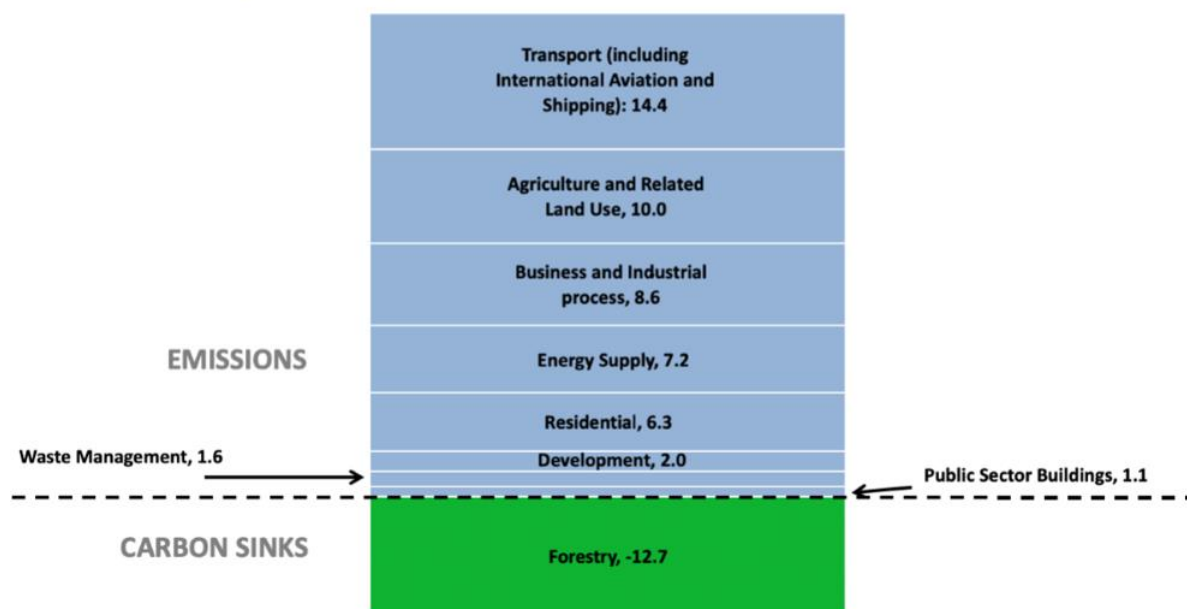 Transport (including
International Aviation and
Shipping): 14.4
Agriculture and Related
Land Use, 10.0
Business and Industrial
process, 8.6
EMISSIONS
Energy Supply, 7.2
Residential, 6.3
Waste Management, 1.6
Development, 2.0
Public Sector Buildings, 1.1
CARBON SINKS
Forestry, -12.7